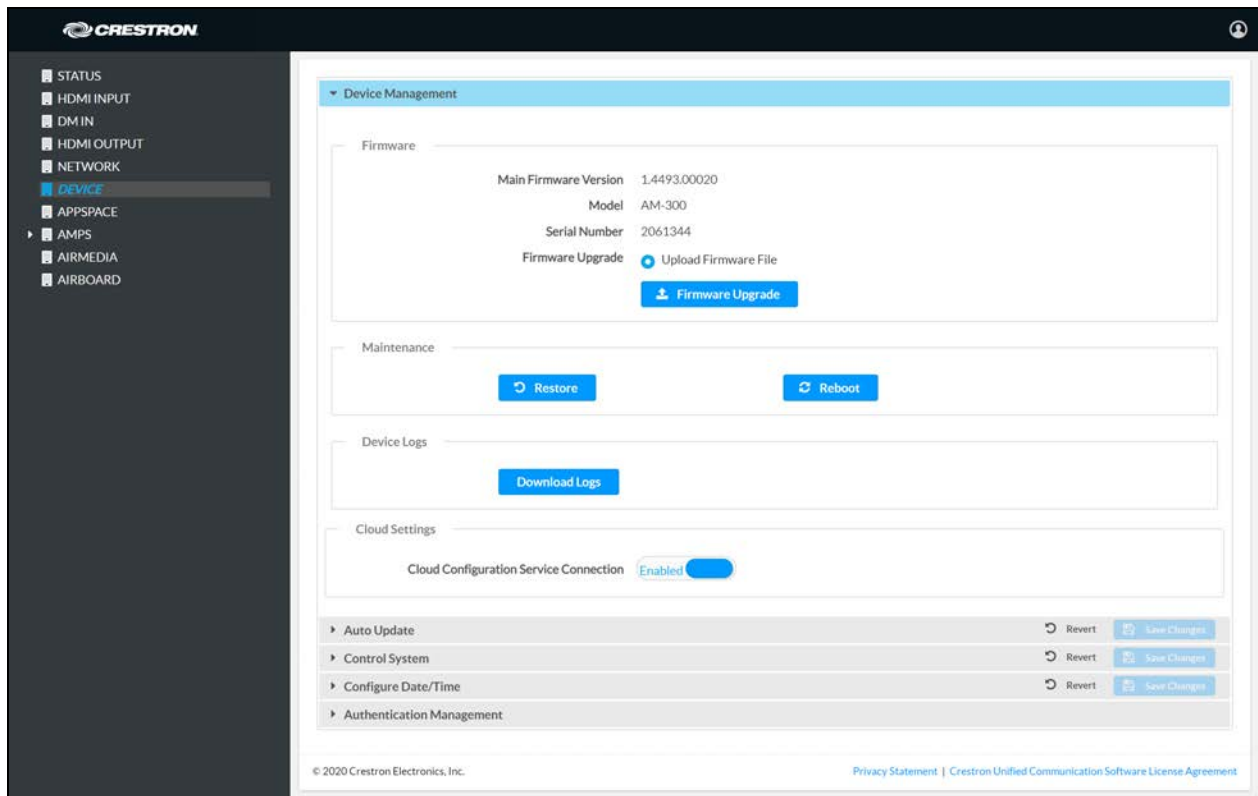 CRESTRON
STATUS
HDMI INPUT
DM IN
HDMI OUTPUT
NETWORK
DEVICE
APPSPACE
AMPS
AIRMEDIA
AIRBOARD
Device Management
Firmware
Main Firmware Version 1.4493.00020
Model AM-300
Serial Number 2061344
Firmware Upgrade Upload Firmware File
Firmware Upgrade
Maintenance
Restore Reboot
Device Logs
Download Logs
Cloud Settings
Cloud Configuration Service Connection Enabled
Auto Update Revert Save Changes
Control System Revert Save Changes
Configure Date/Time Revert Save Changes
Authentication Management
© 2020 Crestron Electronics, Inc. Privacy Statement | Crestron Unified Communication Software License Agreement